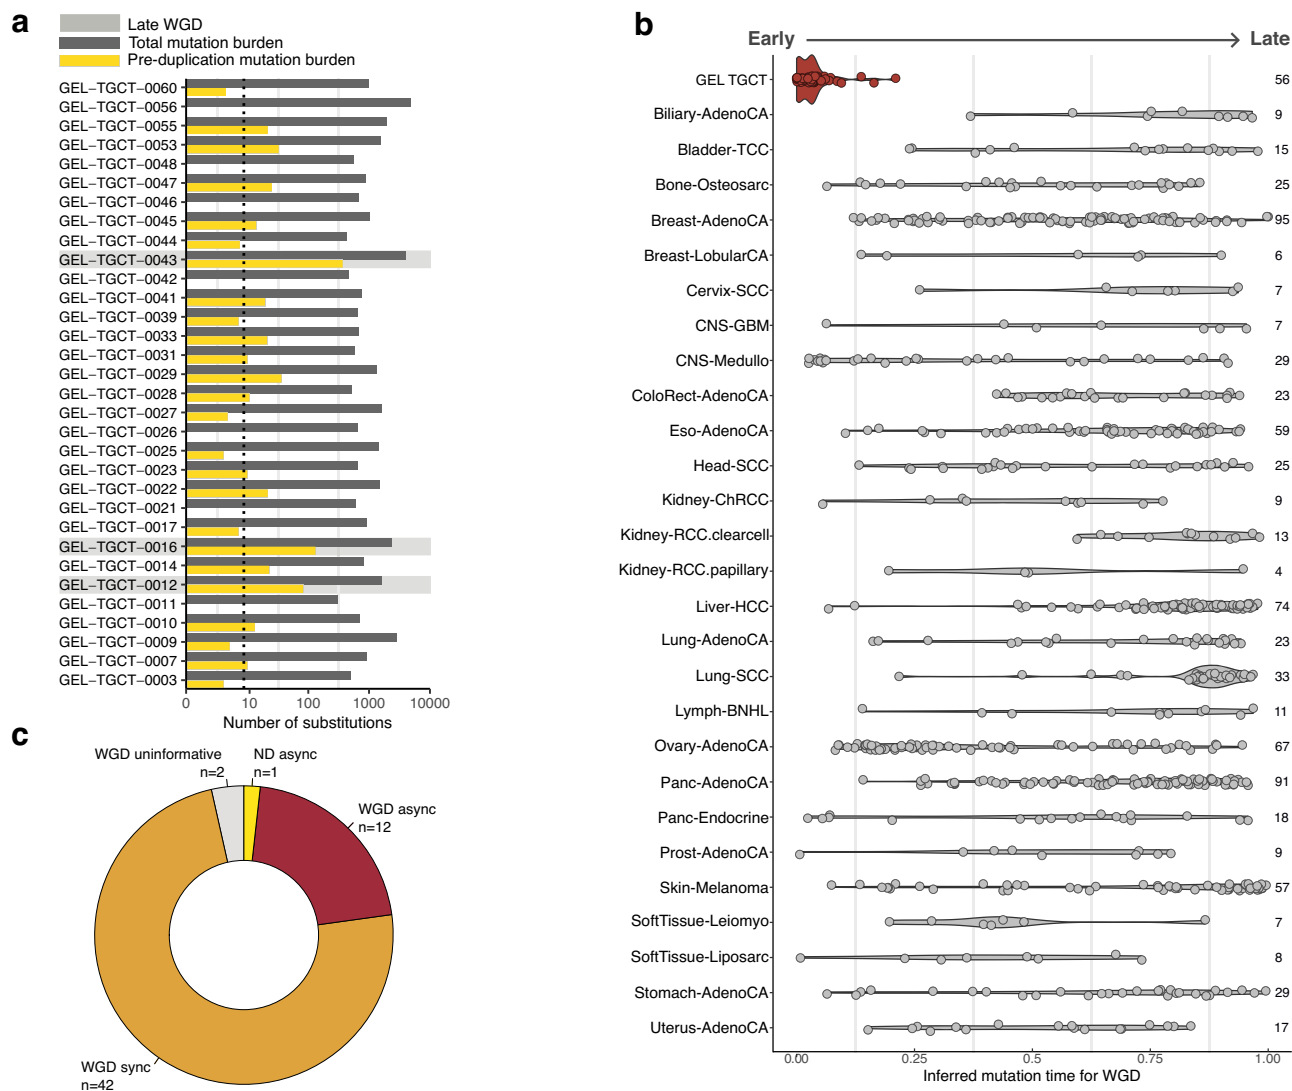 a
Late WGD
Total mutation burden
Pre-duplication mutation burden
GEL-TGCT-0060
GEL-TGCT-0056
GEL-TGCT-0055
GEL-TGCT-0053
GEL-TGCT-0048
GEL-TGCT-0047
GEL-TGCT-0046
GEL-TGCT-0045
GEL-TGCT-0044
GEL-TGCT-0043
GEL-TGCT-0042
GEL-TGCT-0041
GEL-TGCT-0039
GEL-TGCT-0033
GEL-TGCT-0031
GEL-TGCT-0029
GEL-TGCT-0028
GEL-TGCT-0027
GEL-TGCT-0026
GEL-TGCT-0025
GEL-TGCT-0023
GEL-TGCT-0022
GEL-TGCT-0021
GEL-TGCT-0017
GEL-TGCT-0016
GEL-TGCT-0014
GEL-TGCT-0012
GEL-TGCT-0011
GEL-TGCT-0010
GEL-TGCT-0009
GEL-TGCT-0007
GEL-TGCT-0003
0 10 100 1000 10000
Number of substitutions
b
Early Late
GEL TGCT 56
Biliary-AdenoCA 9
Bladder-TCC 15
Bone-Osteosarc 25
Breast-AdenoCA 95
Breast-LobularCA 6
Cervix-SCC 7
CNS-GBM 7
CNS-Medullo 29
ColoRect-AdenoCA 23
Eso-AdenoCA 59
Head-SCC 25
Kidney-ChRCC 9
Kidney-RCC.clearcell 13
Kidney-RCC.papillary 4
Liver-HCC 74
Lung-AdenoCA 23
Lung-SCC 33
Lymph-BNHL 11
Ovary-AdenoCA 67
Panc-AdenoCA 91
Panc-Endocrine 18
Prost-AdenoCA 9
Skin-Melanoma 57
SoftTissue-Leiomyo 7
SoftTissue-Liposarc 8
Stomach-AdenoCA 29
Uterus-AdenoCA 17
0.00 0.25 0.5 0.75 1.00
Inferred mutation time for WGD
c
WGD uninformative
n=2
ND async
n=1
WGD async
n=12
WGD sync
n=42